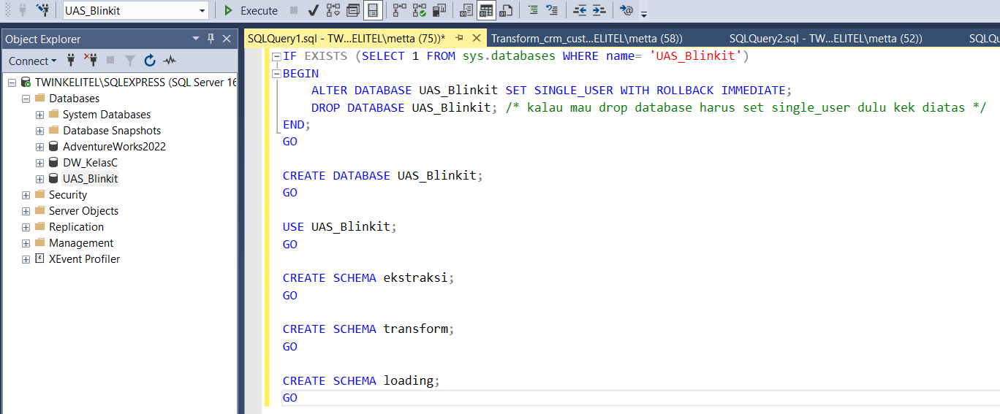 UAS_Blinkit
Execute
Object Explorer
Connect
TWINKELITEL\SQLEXPRESS (SQL Server 16
Databases
System Databases
Database Snapshots
AdventureWorks2022
DW_KelasC
UAS_Blinkit
Security
Server Objects
Replication
Management
XEvent Profiler
SQLQuery1.sql - TW...ELITEL\metta (75))*
Transform_crm_cust...ELITEL\metta (58))
SQLQuery2.sql - TW...ELITEL\metta (52))
SQLQu
IF EXISTS (SELECT 1 FROM sys.databases WHERE name= 'UAS_Blinkit')
BEGIN
ALTER DATABASE UAS_Blinkit SET SINGLE_USER WITH ROLLBACK IMMEDIATE;
DROP DATABASE UAS_Blinkit; /* kalau mau drop database harus set single_user dulu kek diatas */
END;
GO
CREATE DATABASE UAS_Blinkit;
GO
USE UAS_Blinkit;
GO
CREATE SCHEMA ekstraksi;
GO
CREATE SCHEMA transform;
GO
CREATE SCHEMA loading;
GO